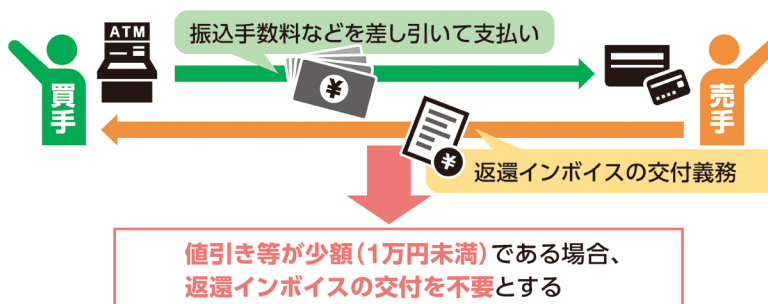 ATM
振込手数料などを差し引いて支払い
買手
¥
売手
¥
返還インボイスの交付義務
値引き等が少額（1万円未満）である場合、
返還インボイスの交付を不要とする